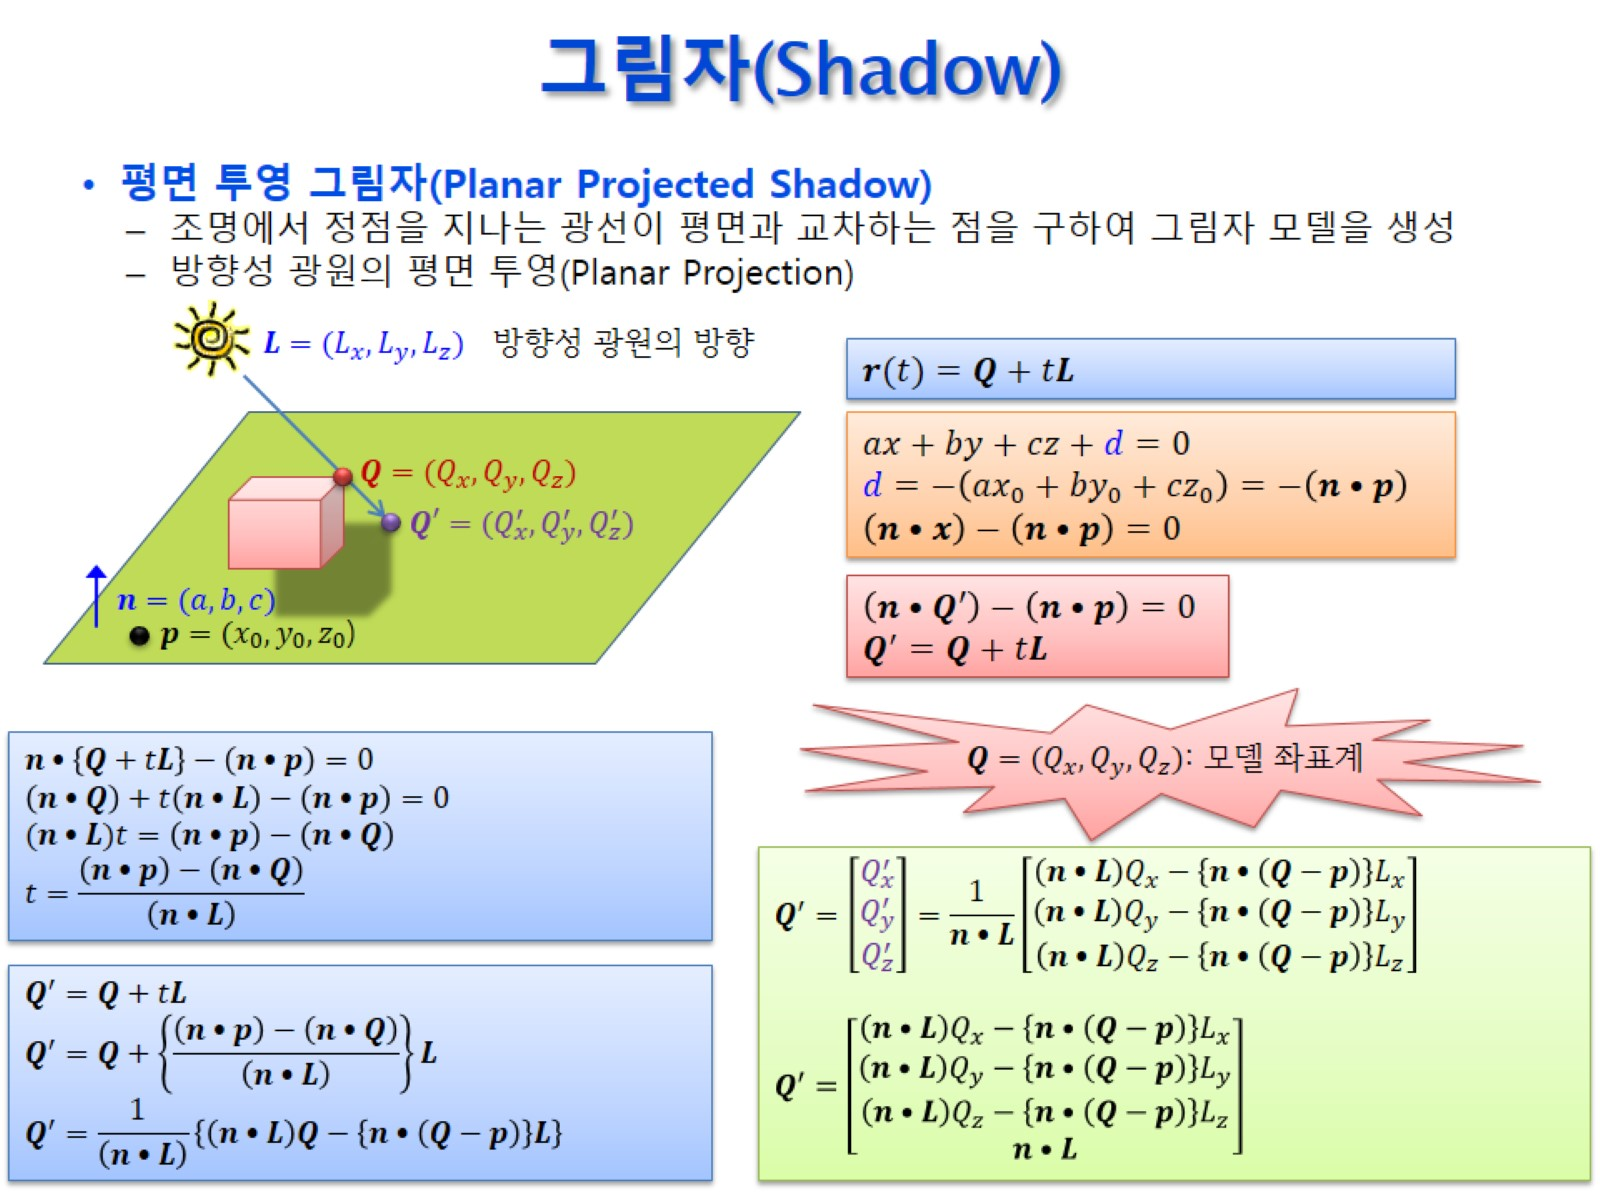 그림자(Shadow)
• 평면 투영 그림자(Planar Projected Shadow)
– 조명에서 정점을 지나는 광선이 평면과 교차하는 점을 구하여 그림자 모델을 생성
– 방향성 광원의 평면 투영(Planar Projection)
L = (Lx, Ly, Lz) 방향성 광원의 방향
Q = (Qx, Qy, Qz)
Q′ = (Q′x, Q′y, Q′z)
n = (a, b, c)
p = (x₀, y₀, z₀)
r(t) = Q + tL
ax + by + cz + d = 0
d = −(ax₀ + by₀ + cz₀) = −(n • p)
(n • x) − (n • p) = 0
(n • Q′) − (n • p) = 0
Q′ = Q + tL
Q = (Qx, Qy, Qz): 모델 좌표계
n • {Q + tL} − (n • p) = 0
(n • Q) + t(n • L) − (n • p) = 0
(n • L)t = (n • p) − (n • Q)
t = ((n • p) − (n • Q)) / (n • L)
Q′ = Q + tL
Q′ = Q + {((n • p) − (n • Q)) / (n • L)} L
Q′ = 1 / (n • L) {(n • L)Q − {n • (Q − p)}L}
Q′ = [Q′x Q′y Q′z] = 1 / n • L [(n • L)Qx − {n • (Q − p)}Lx
(n • L)Qy − {n • (Q − p)}Ly
(n • L)Qz − {n • (Q − p)}Lz]
Q′ = [(n • L)Qx − {n • (Q − p)}Lx
(n • L)Qy − {n • (Q − p)}Ly
(n • L)Qz − {n • (Q − p)}Lz
n • L]